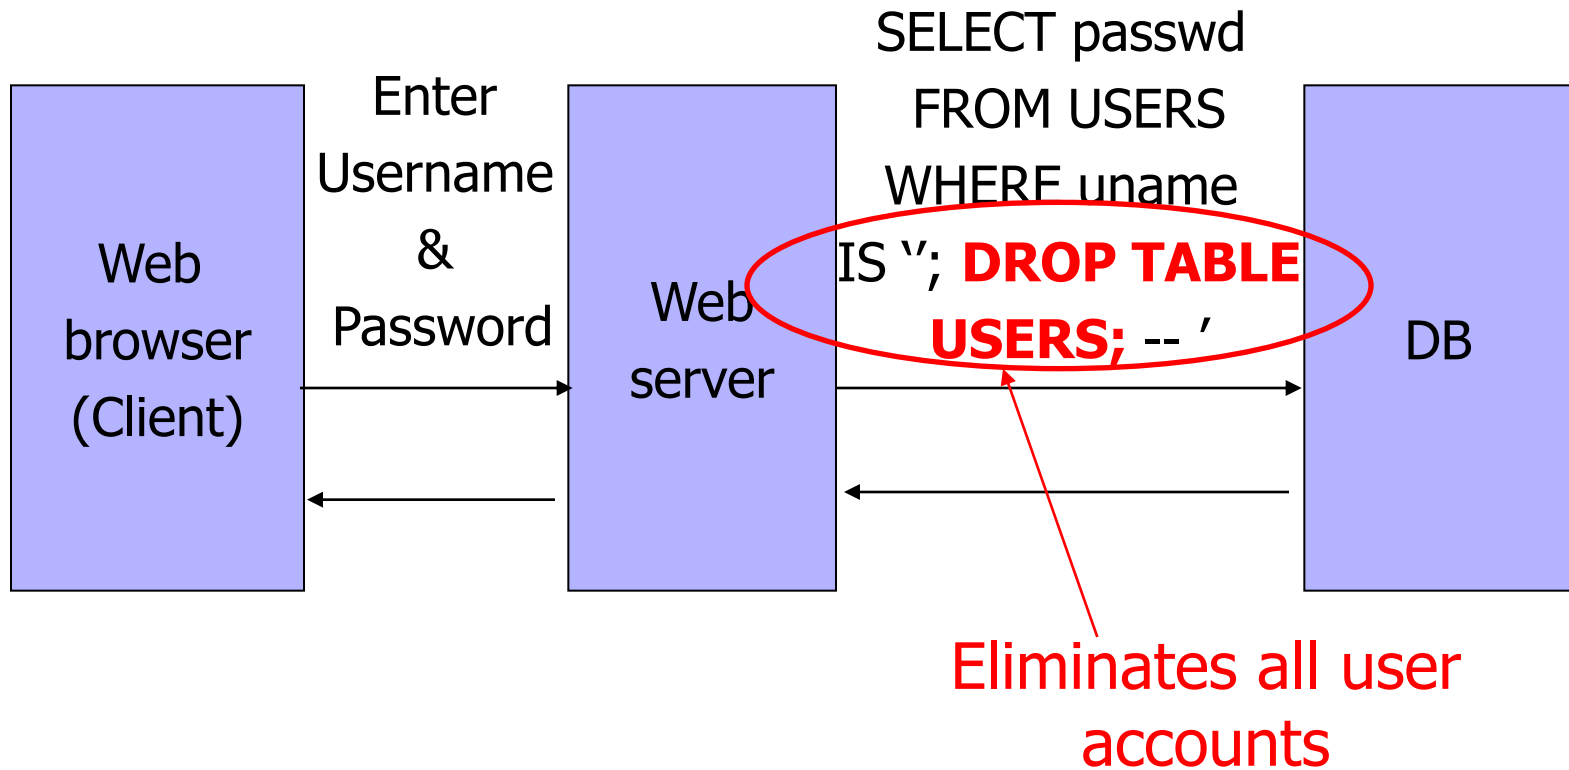 Web
browser
(Client)
Enter
Username
&
Password
Web
server
SELECT passwd
FROM USERS
WHERE uname
IS ‘’; DROP TABLE
USERS; -- ’
DB
Eliminates all user
accounts